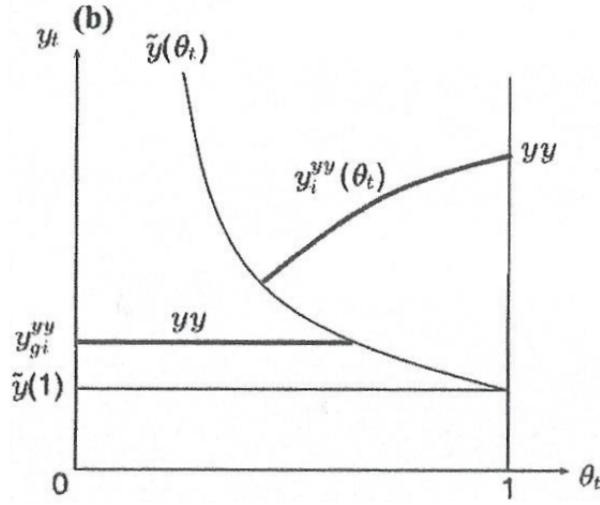 (b)
y_t
ỹ(θ_t)
yy
y_i^{yy}(θ_t)
yy
y_{gi}^{yy}
ỹ(1)
0
1
θ_t